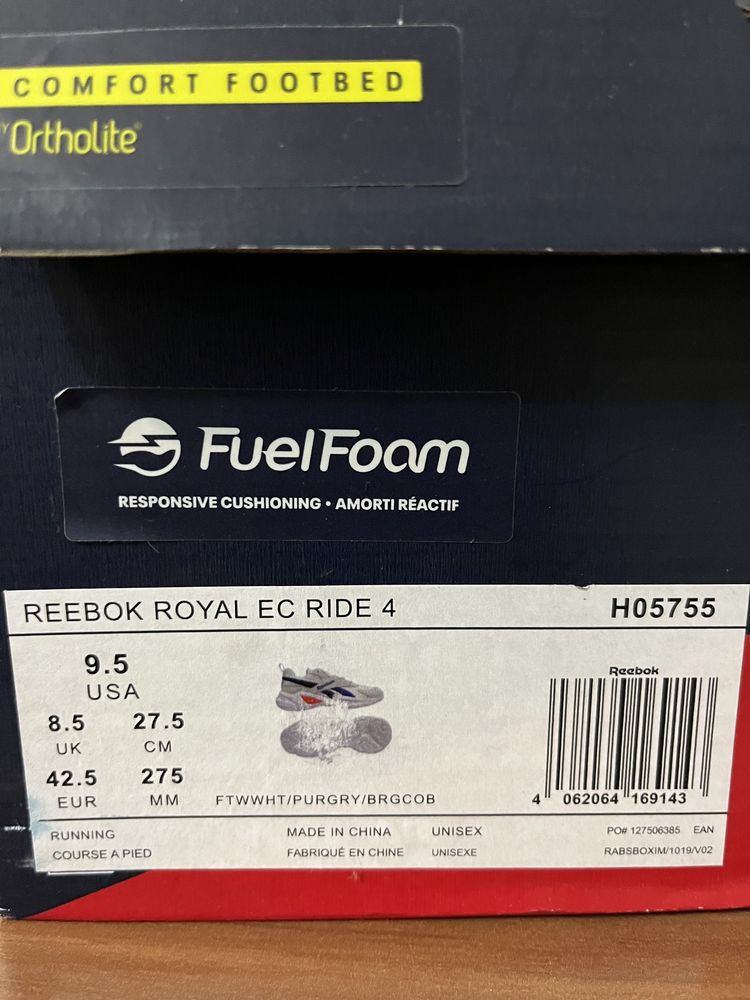 COMFORT FOOTBED
Ortholite
FuelFoam
RESPONSIVE CUSHIONING • AMORTI RÉACTIF
REEBOK ROYAL EC RIDE 4 H05755
9.5
USA
8.5 27.5
UK CM
42.5 275
EUR MM
FTWWHT/PURGRY/BRGCOB
Reebok
4 062064 169143
RUNNING MADE IN CHINA UNISEX PO# 127506385 EAN
COURSE A PIED FABRIQUÉ EN CHINE UNISEXE RABSBOXIM/1019/V02